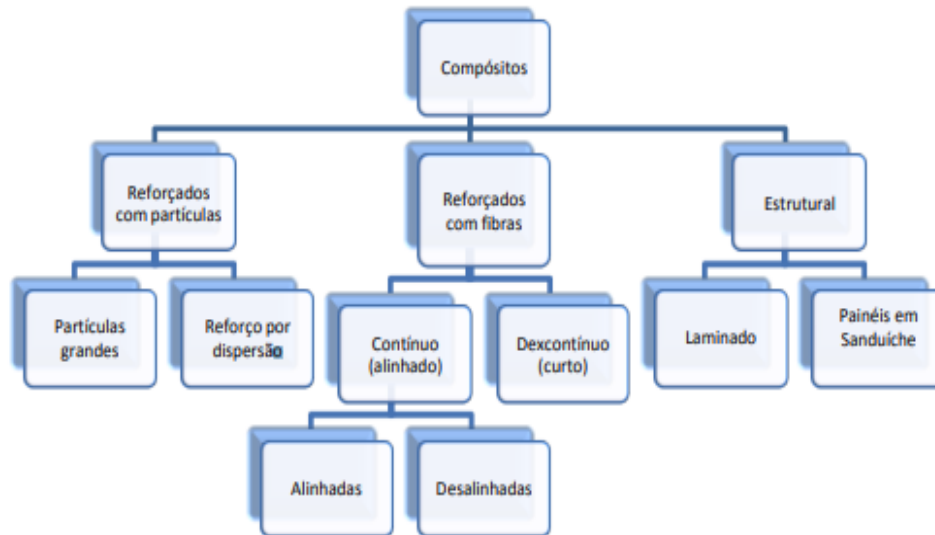 Compósitos
Reforçados
com partículas
Reforçados
com fibras
Estrutural
Partículas
grandes
Reforço por
dispersão
Contínuo
(alinhado)
Dexcontínuo
(curto)
Laminado
Painéis em
Sanduiche
Alinhadas
Desalinhadas